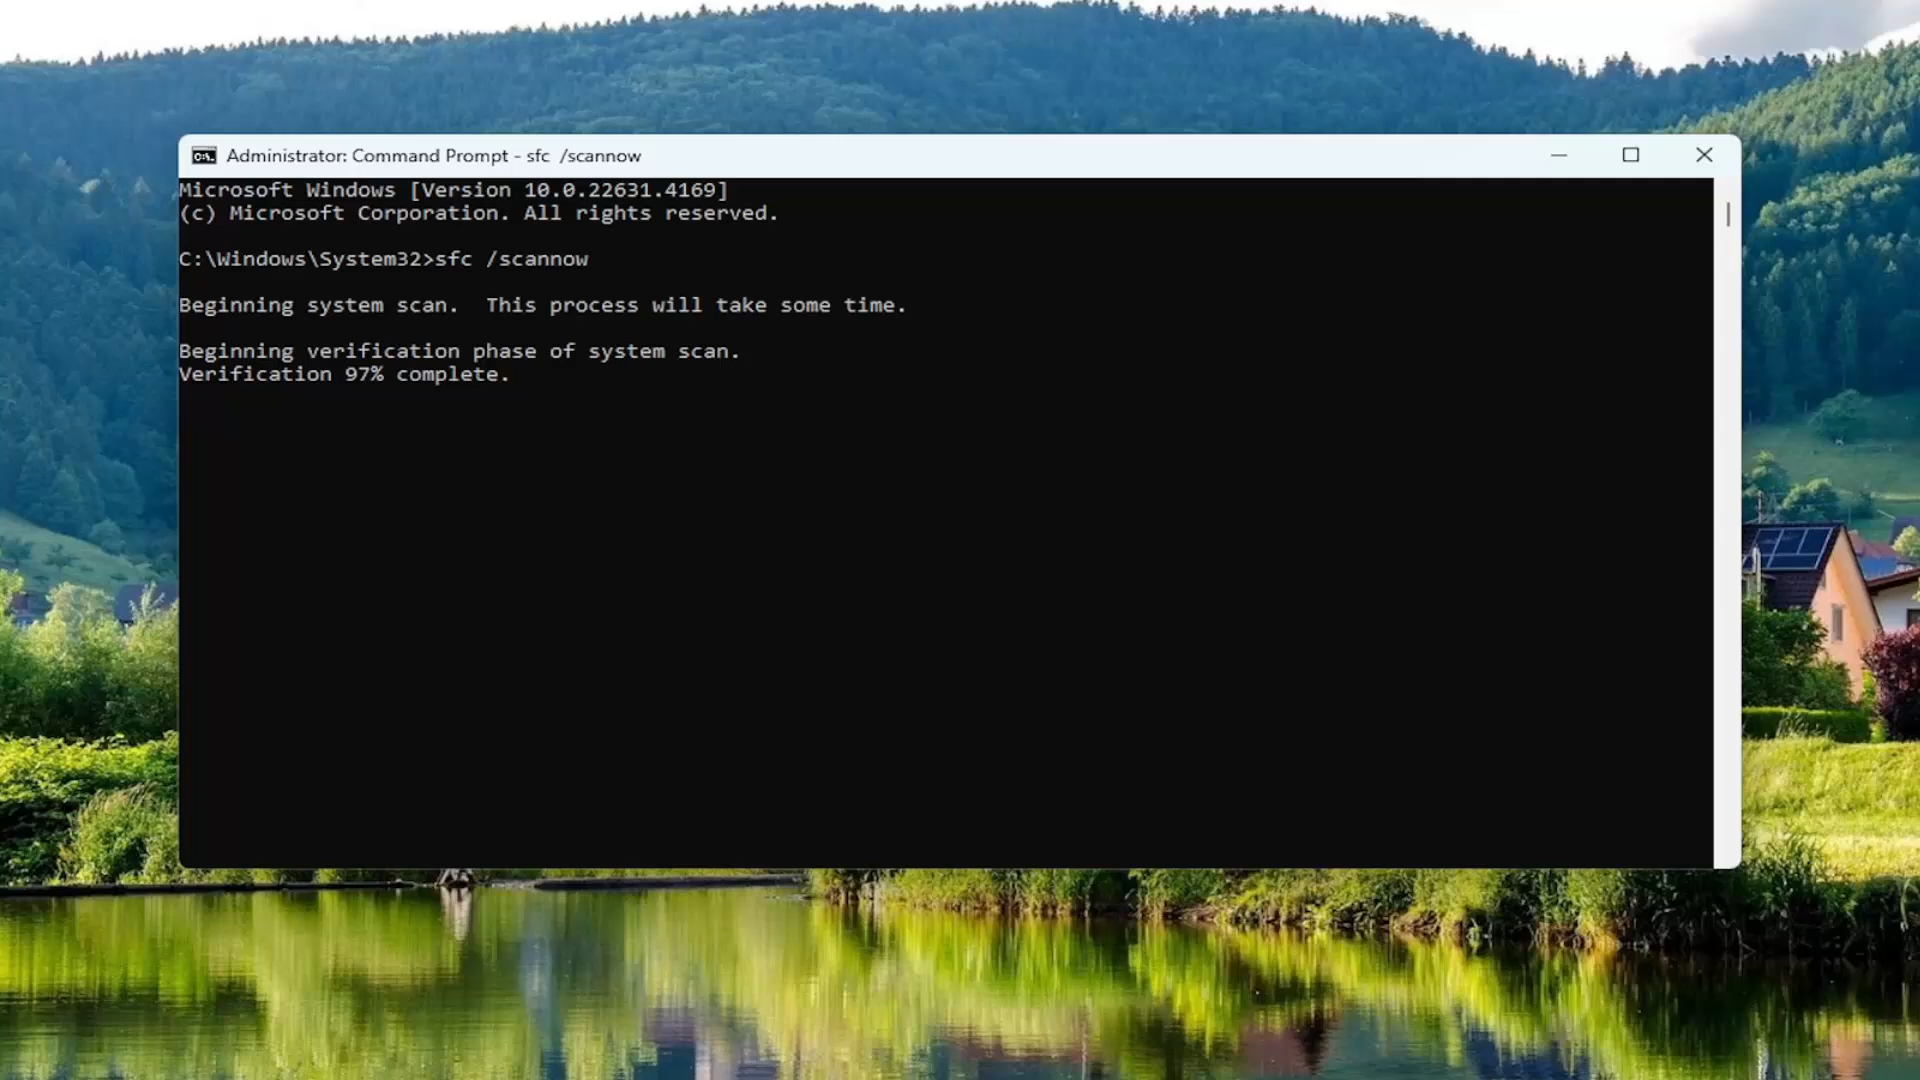 Administrator: Command Prompt - sfc  /scannow
Microsoft Windows [Version 10.0.22631.4169]
(c) Microsoft Corporation. All rights reserved.
C:\Windows\System32>sfc /scannow
Beginning system scan.  This process will take some time.
Beginning verification phase of system scan.
Verification 97% complete.